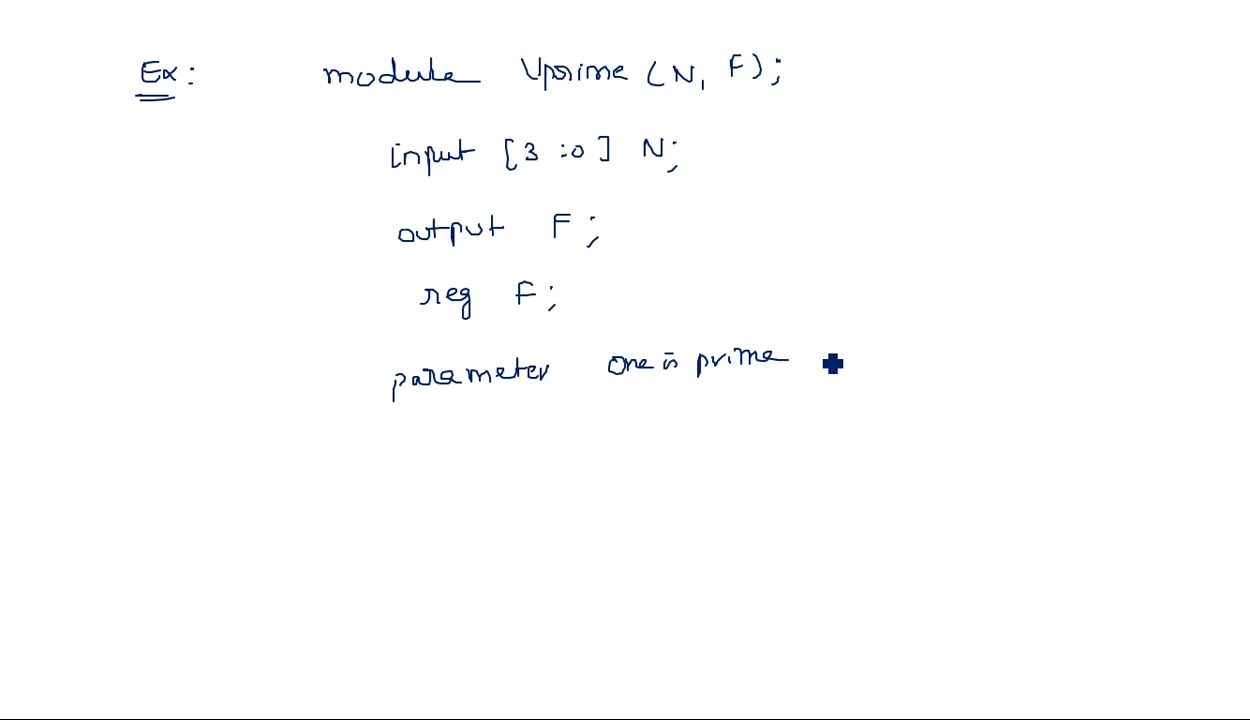 Ex: module Vprime (N, F);
input [3:0] N;
output F;
reg F;
parameter One is prime